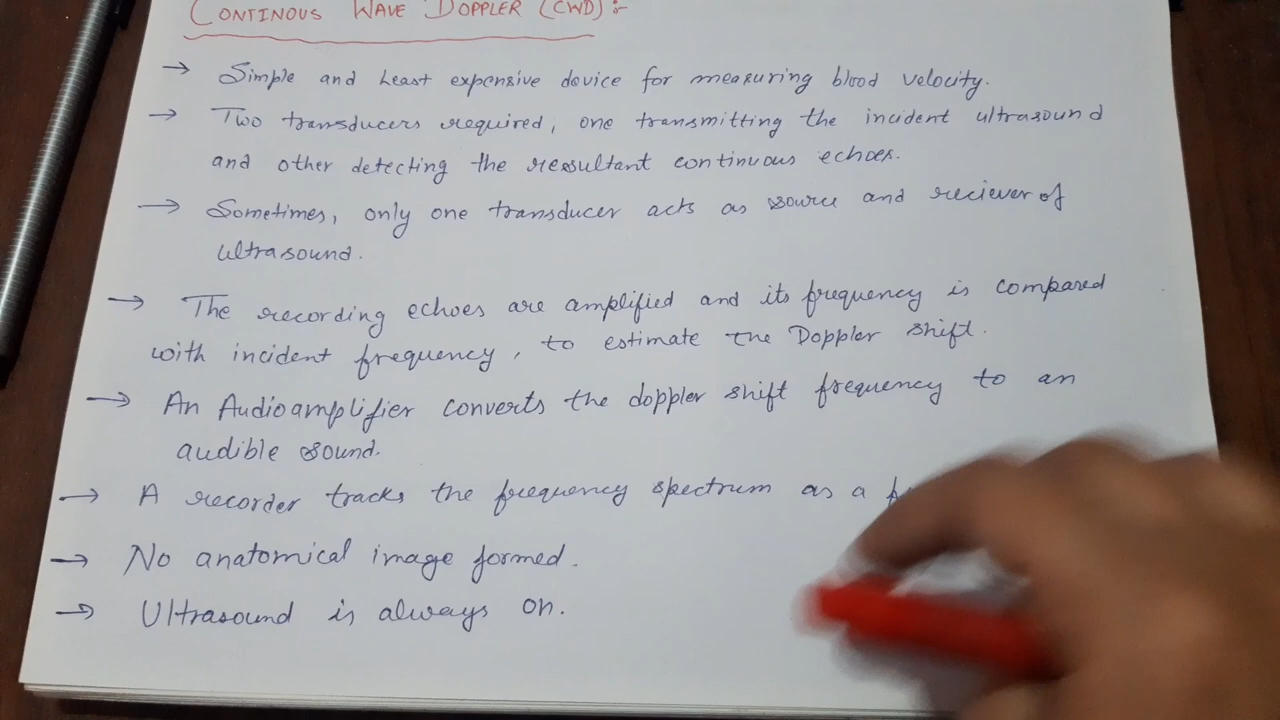 CONTINOUS WAVE DOPPLER (CWD):-
→ Simple and Least expensive device for measuring blood velocity.
→ Two transducers required, one transmitting the incident ultrasound
and other detecting the resultant continuous echoes.
→ Sometimes, only one transducer acts as source and reciever of
ultrasound.
→ The recording echoes are amplified and its frequency is compared
with incident frequency, to estimate the Doppler shift.
→ An Audioamplifier converts the doppler shift frequency to an
audible sound.
→ A recorder tracks the frequency spectrum as a
→ No anatomical image formed.
→ Ultrasound is always on.